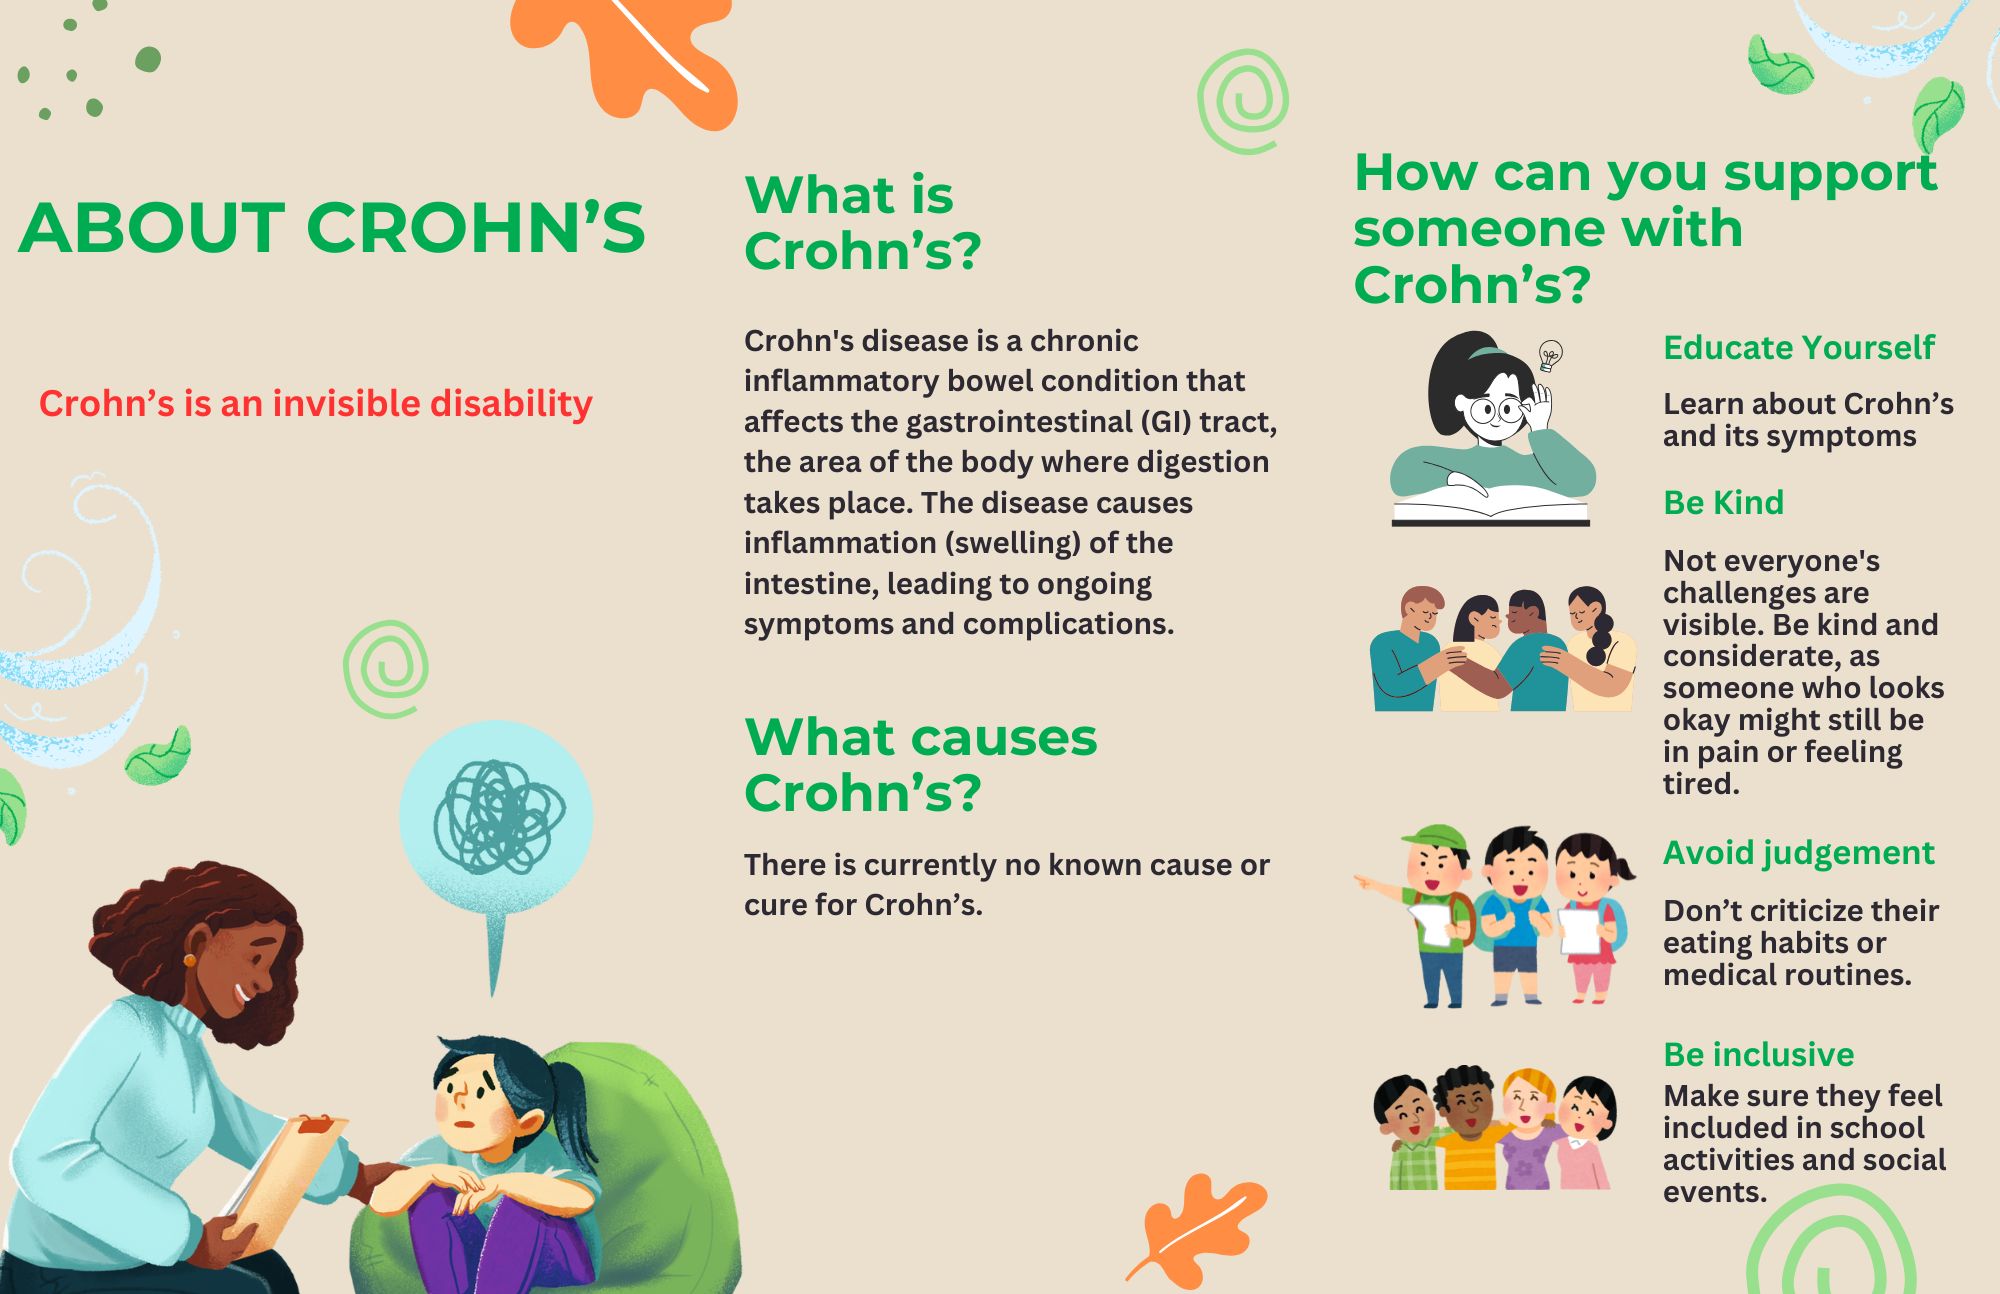 ABOUT CROHN’S
Crohn’s is an invisible disability
What is
Crohn’s?
Crohn's disease is a chronic
inflammatory bowel condition that
affects the gastrointestinal (GI) tract,
the area of the body where digestion
takes place. The disease causes
inflammation (swelling) of the
intestine, leading to ongoing
symptoms and complications.
What causes
Crohn’s?
There is currently no known cause or
cure for Crohn’s.
How can you support
someone with
Crohn’s?
Educate Yourself
Learn about Crohn’s
and its symptoms
Be Kind
Not everyone's
challenges are
visible. Be kind and
considerate, as
someone who looks
okay might still be
in pain or feeling
tired.
Avoid judgement
Don’t criticize their
eating habits or
medical routines.
Be inclusive
Make sure they feel
included in school
activities and social
events.